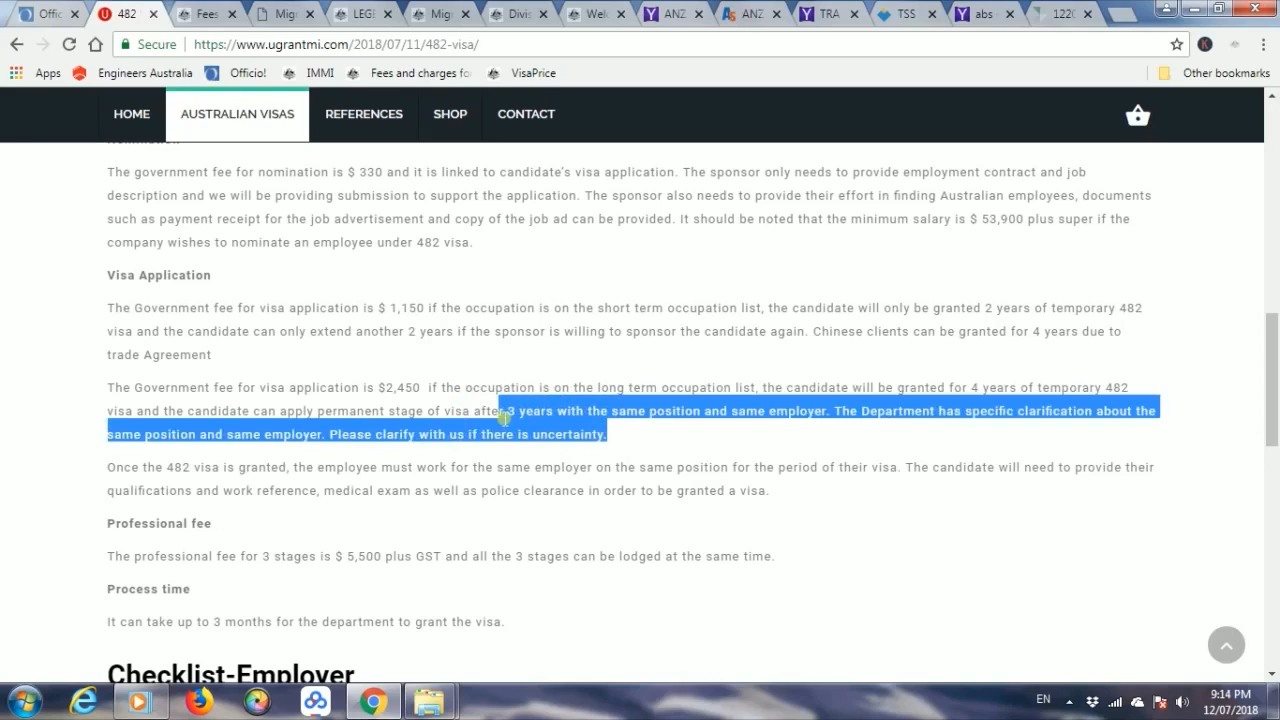 Offic
482
Fees
Migr
LEGI
Migr
Divis
Wel
ANZ
ANZ
TRA
TSS
abs
1220
Secure
https://www.ugrantmi.com/2018/07/11/482-visa/
Apps
Engineers Australia
Officio!
IMMI
Fees and charges fo
VisaPrice
Other bookmarks
HOME
AUSTRALIAN VISAS
REFERENCES
SHOP
CONTACT
The government fee for nomination is $ 330 and it is linked to candidate's visa application. The sponsor only needs to provide employment contract and job
description and we will be providing submission to support the application. The sponsor also needs to provide their effort in finding Australian employees, documents
such as payment receipt for the job advertisement and copy of the job ad can be provided. It should be noted that the minimum salary is $ 53,900 plus super if the
company wishes to nominate an employee under 482 visa.
Visa Application
The Government fee for visa application is $ 1,150 if the occupation is on the short term occupation list, the candidate will only be granted 2 years of temporary 482
visa and the candidate can only extend another 2 years if the sponsor is willing to sponsor the candidate again. Chinese clients can be granted for 4 years due to
trade Agreement
The Government fee for visa application is $2,450 if the occupation is on the long term occupation list, the candidate will be granted for 4 years of temporary 482
visa and the candidate can apply permanent stage of visa after 3 years with the same position and same employer. The Department has specific clarification about the
same position and same employer. Please clarify with us if there is uncertainty.
Once the 482 visa is granted, the employee must work for the same employer on the same position for the period of their visa. The candidate will need to provide their
qualifications and work reference, medical exam as well as police clearance in order to be granted a visa.
Professional fee
The professional fee for 3 stages is $ 5,500 plus GST and all the 3 stages can be lodged at the same time.
Process time
It can take up to 3 months for the department to grant the visa.
Checklist-Employer
EN
9:14 PM
12/07/2018